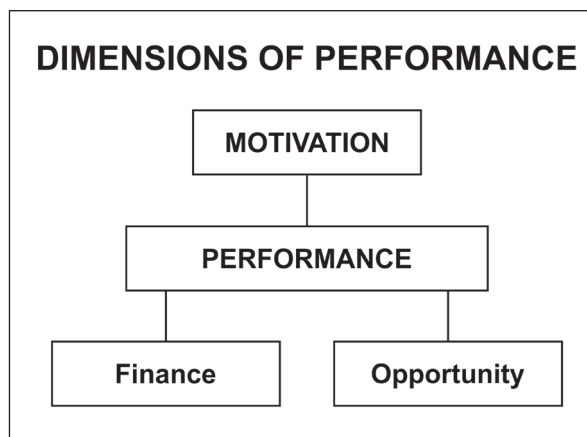 DIMENSIONS OF PERFORMANCE
MOTIVATION
PERFORMANCE
Finance
Opportunity